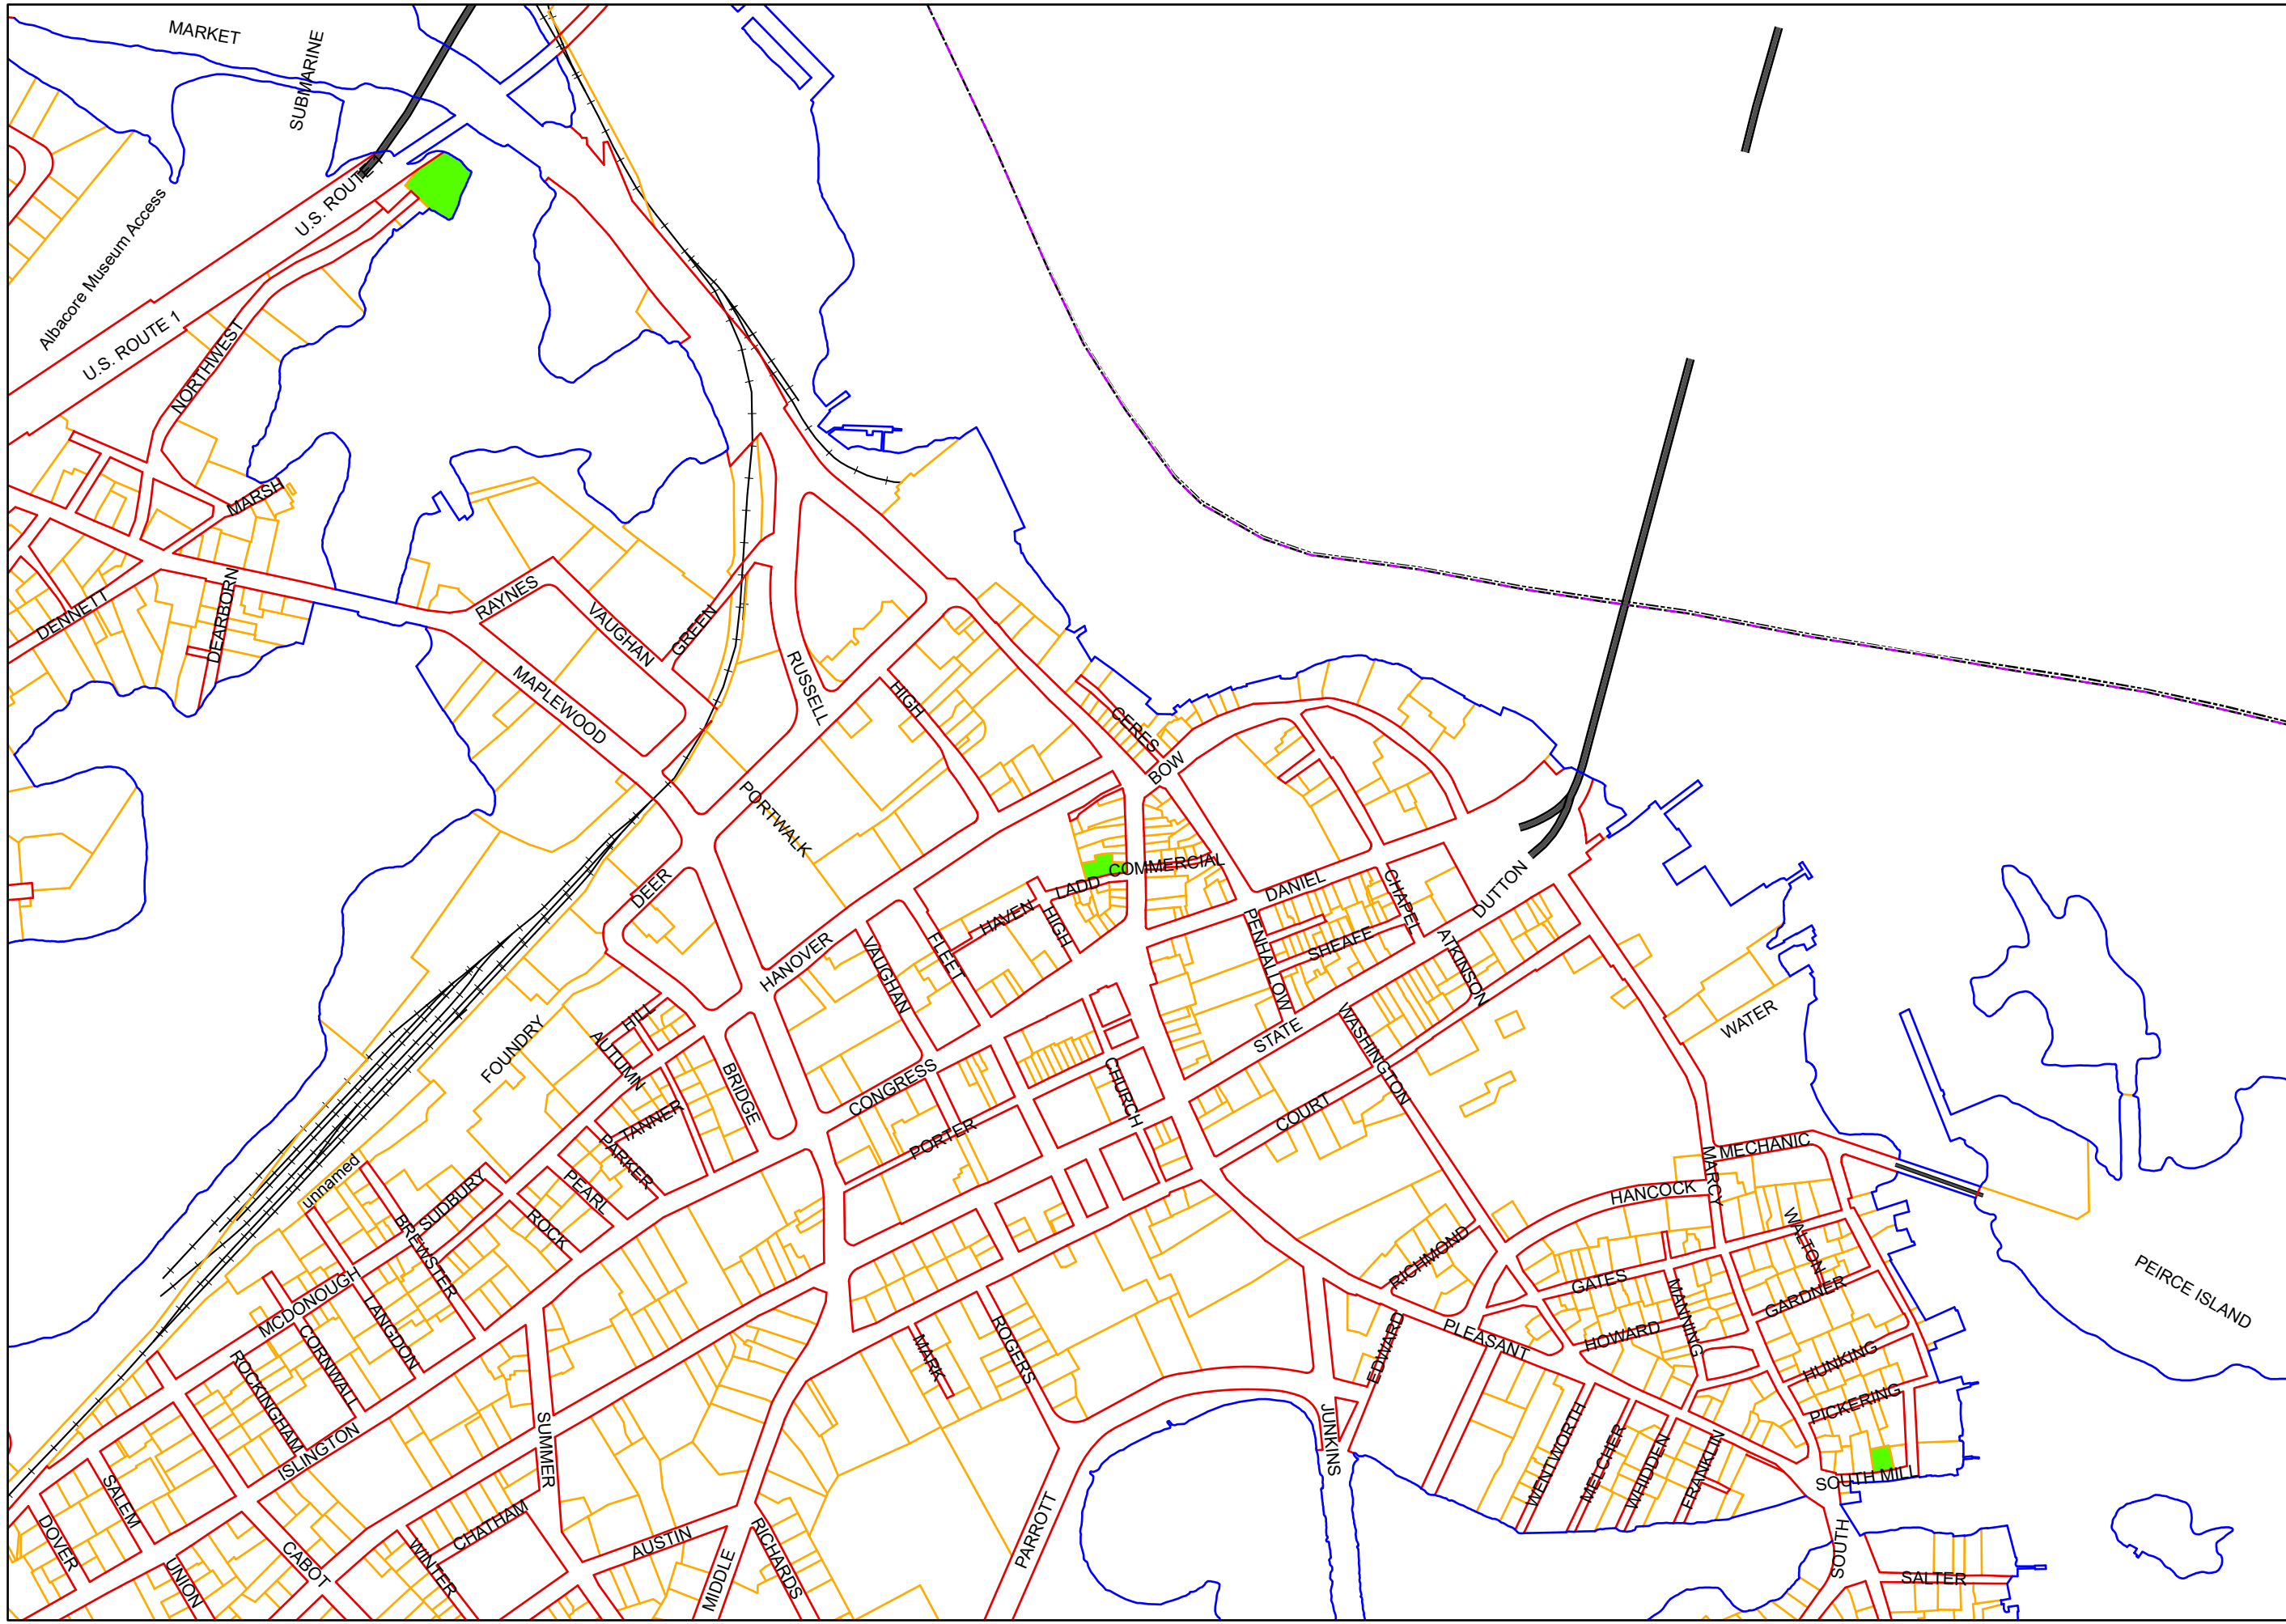 MARKET
SUBMARINE
U.S. ROUTE 1
Albacore Museum Access
U.S. ROUTE 1
NORTHWEST
MARSH
DENNETT
DEARBORN
RAYNES
VAUGHAN
GREEN
MAPLEWOOD
RUSSELL
HIGH
CERES
BOW
PORTWALK
COMMERCIAL
LADD
DEER
DANIEL
CHAPEL
DUTTON
HAVEN
HIGH
HANOVER
VAUGHAN
FLEET
PENHALLOW
SHEAFE
ATKINSON
HILL
AUTUMN
FOUNDRY
STATE
WASHINGTON
WATER
BRIDGE
CONGRESS
CHURCH
COURT
TANNER
PARKER
PORTER
MECHANIC
MARCY
unnamed
SUDBURY
PEARL
ROCK
BREWSTER
HANCOCK
WALTON
RICHMOND
GATES
MANNING
GARDNER
PEIRCE ISLAND
MCDONOUGH
LANGDON
CORNWALL
ROCKINGHAM
MARK
ROGERS
EDWARD
PLEASANT
HOWARD
HUNKING
PICKERING
ISLINGTON
SUMMER
JUNKINS
WENTWORTH
MELCHER
WHIDDEN
FRANKLIN
SOUTH MILL
SALEM
DOVER
UNION
CABOT
WINTER
CHATHAM
AUSTIN
MIDDLE
RICHARDS
PARROTT
SOUTH
SALTER